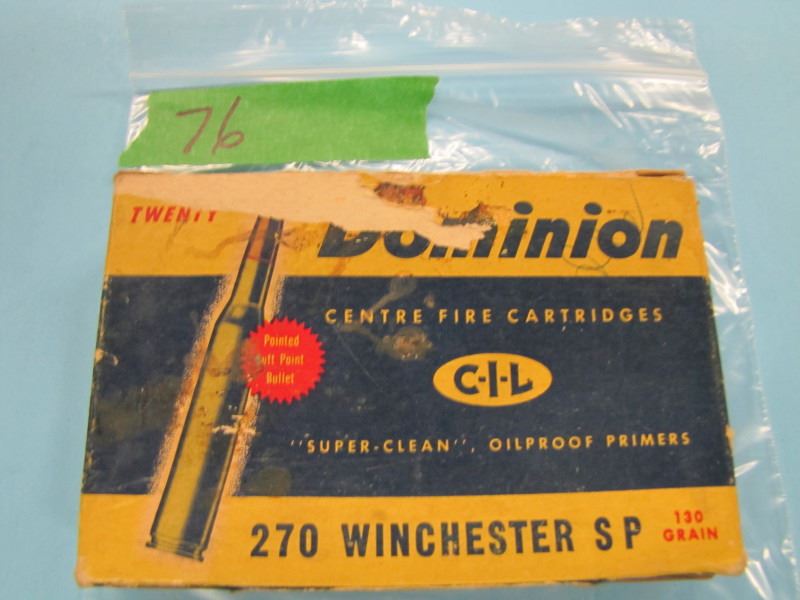 76
TWENTY
Dominion
CENTRE FIRE CARTRIDGES
Pointed
Soft Point
Bullet
C-I-L
"SUPER-CLEAN", OILPROOF PRIMERS
270 WINCHESTER SP
130
GRAIN